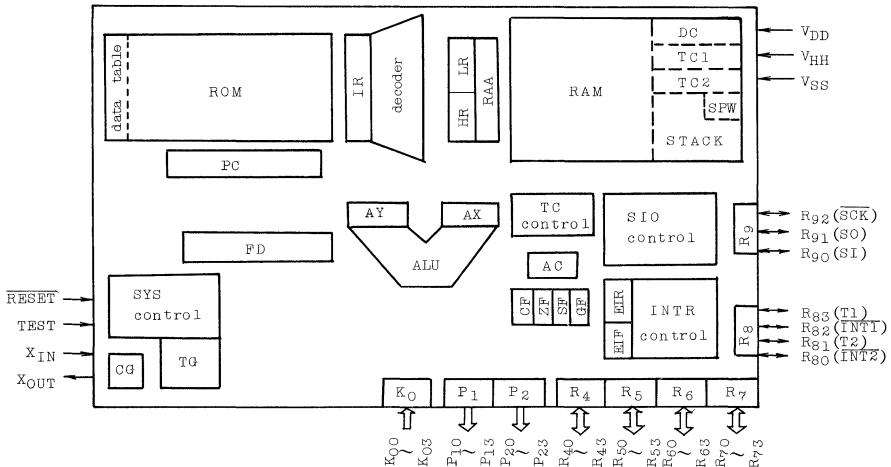 data table
ROM
IR
decoder
HR
LR
RAA
RAM
DC
TC1
TC2
SPW
STACK
VDD
VHH
VSS
PC
AY
AX
ALU
FD
TC
control
SIO
control
AC
CF
ZF
SF
GF
EIR
EIF
INTR
control
R9
R92(S̅C̅K̅)
R91(SO)
R90(SI)
R8
R83(T1)
R82(I̅N̅T̅1̅)
R81(T2)
R80(I̅N̅T̅2̅)
R̅E̅S̅E̅T̅
TEST
XIN
XOUT
SYS
control
CG
TG
K0
P1
P2
R4
R5
R6
R7
K00 ~ K03
P10 ~ P13
P20 ~ P23
R40 ~ R43
R50 ~ R53
R60 ~ R63
R70 ~ R73